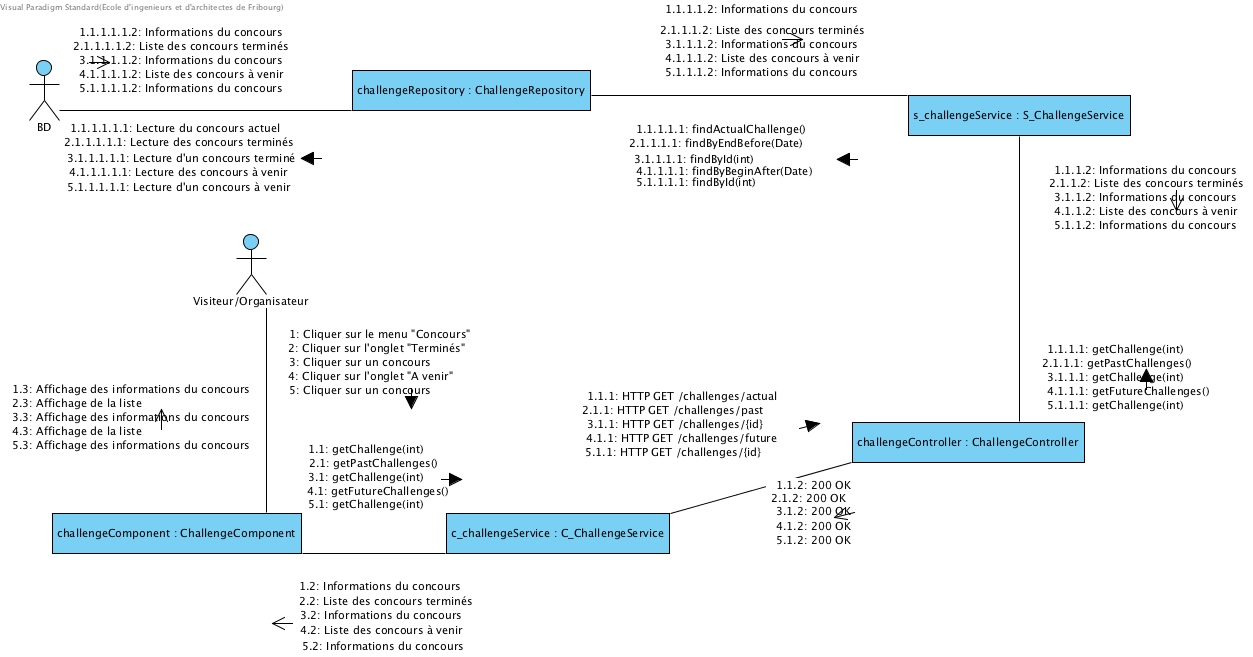 Visual Paradigm Standard(Ecole d'ingenieurs et d'architectes de Fribourg)
1.1.1.1.1.2: Informations du concours
2.1.1.1.1.2: Liste des concours terminés
3.1.1.1.1.2: Informations du concours
4.1.1.1.1.2: Liste des concours à venir
5.1.1.1.1.2: Informations du concours
1.1.1.1.2: Informations du concours
2.1.1.1.2: Liste des concours terminés
3.1.1.1.2: Informations du concours
4.1.1.1.2: Liste des concours à venir
5.1.1.1.2: Informations du concours
BD
challengeRepository : ChallengeRepository
s_challengeService : S_ChallengeService
1.1.1.1.1.1: Lecture du concours actuel
2.1.1.1.1.1: Lecture des concours terminés
3.1.1.1.1.1: Lecture d'un concours terminé
4.1.1.1.1.1: Lecture des concours à venir
5.1.1.1.1.1: Lecture d'un concours à venir
1.1.1.1.1: findActualChallenge()
2.1.1.1.1: findByEndBefore(Date)
3.1.1.1.1: findById(int)
4.1.1.1.1: findByBeginAfter(Date)
5.1.1.1.1: findById(int)
1.1.1.2: Informations du concours
2.1.1.2: Liste des concours terminés
3.1.1.2: Informations du concours
4.1.1.2: Liste des concours à venir
5.1.1.2: Informations du concours
Visiteur/Organisateur
1: Cliquer sur le menu "Concours"
2: Cliquer sur l'onglet "Terminés"
3: Cliquer sur un concours
4: Cliquer sur l'onglet "A venir"
5: Cliquer sur un concours
1.1.1.1: getChallenge(int)
2.1.1.1: getPastChallenges()
3.1.1.1: getChallenge(int)
4.1.1.1: getFutureChallenges()
5.1.1.1: getChallenge(int)
1.3: Affichage des informations du concours
2.3: Affichage de la liste
3.3: Affichage des informations du concours
4.3: Affichage de la liste
5.3: Affichage des informations du concours
1.1.1: HTTP GET /challenges/actual
2.1.1: HTTP GET /challenges/past
3.1.1: HTTP GET /challenges/{id}
4.1.1: HTTP GET /challenges/future
5.1.1: HTTP GET /challenges/{id}
challengeController : ChallengeController
1.1: getChallenge(int)
2.1: getPastChallenges()
3.1: getChallenge(int)
4.1: getFutureChallenges()
5.1: getChallenge(int)
1.1.2: 200 OK
2.1.2: 200 OK
3.1.2: 200 OK
4.1.2: 200 OK
5.1.2: 200 OK
challengeComponent : ChallengeComponent
c_challengeService : C_ChallengeService
1.2: Informations du concours
2.2: Liste des concours terminés
3.2: Informations du concours
4.2: Liste des concours à venir
5.2: Informations du concours